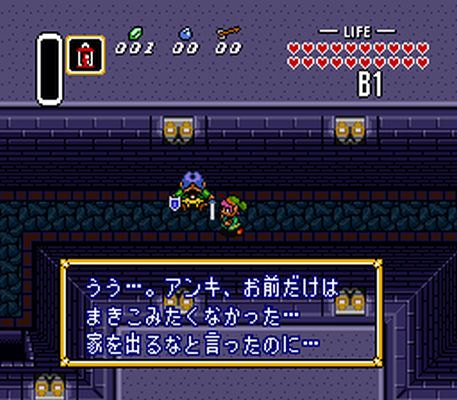 LIFE
001 00 00
B1
うう…。アンキ、お前だけは
まきこみたくなかった…
家を出るなと言ったのに…